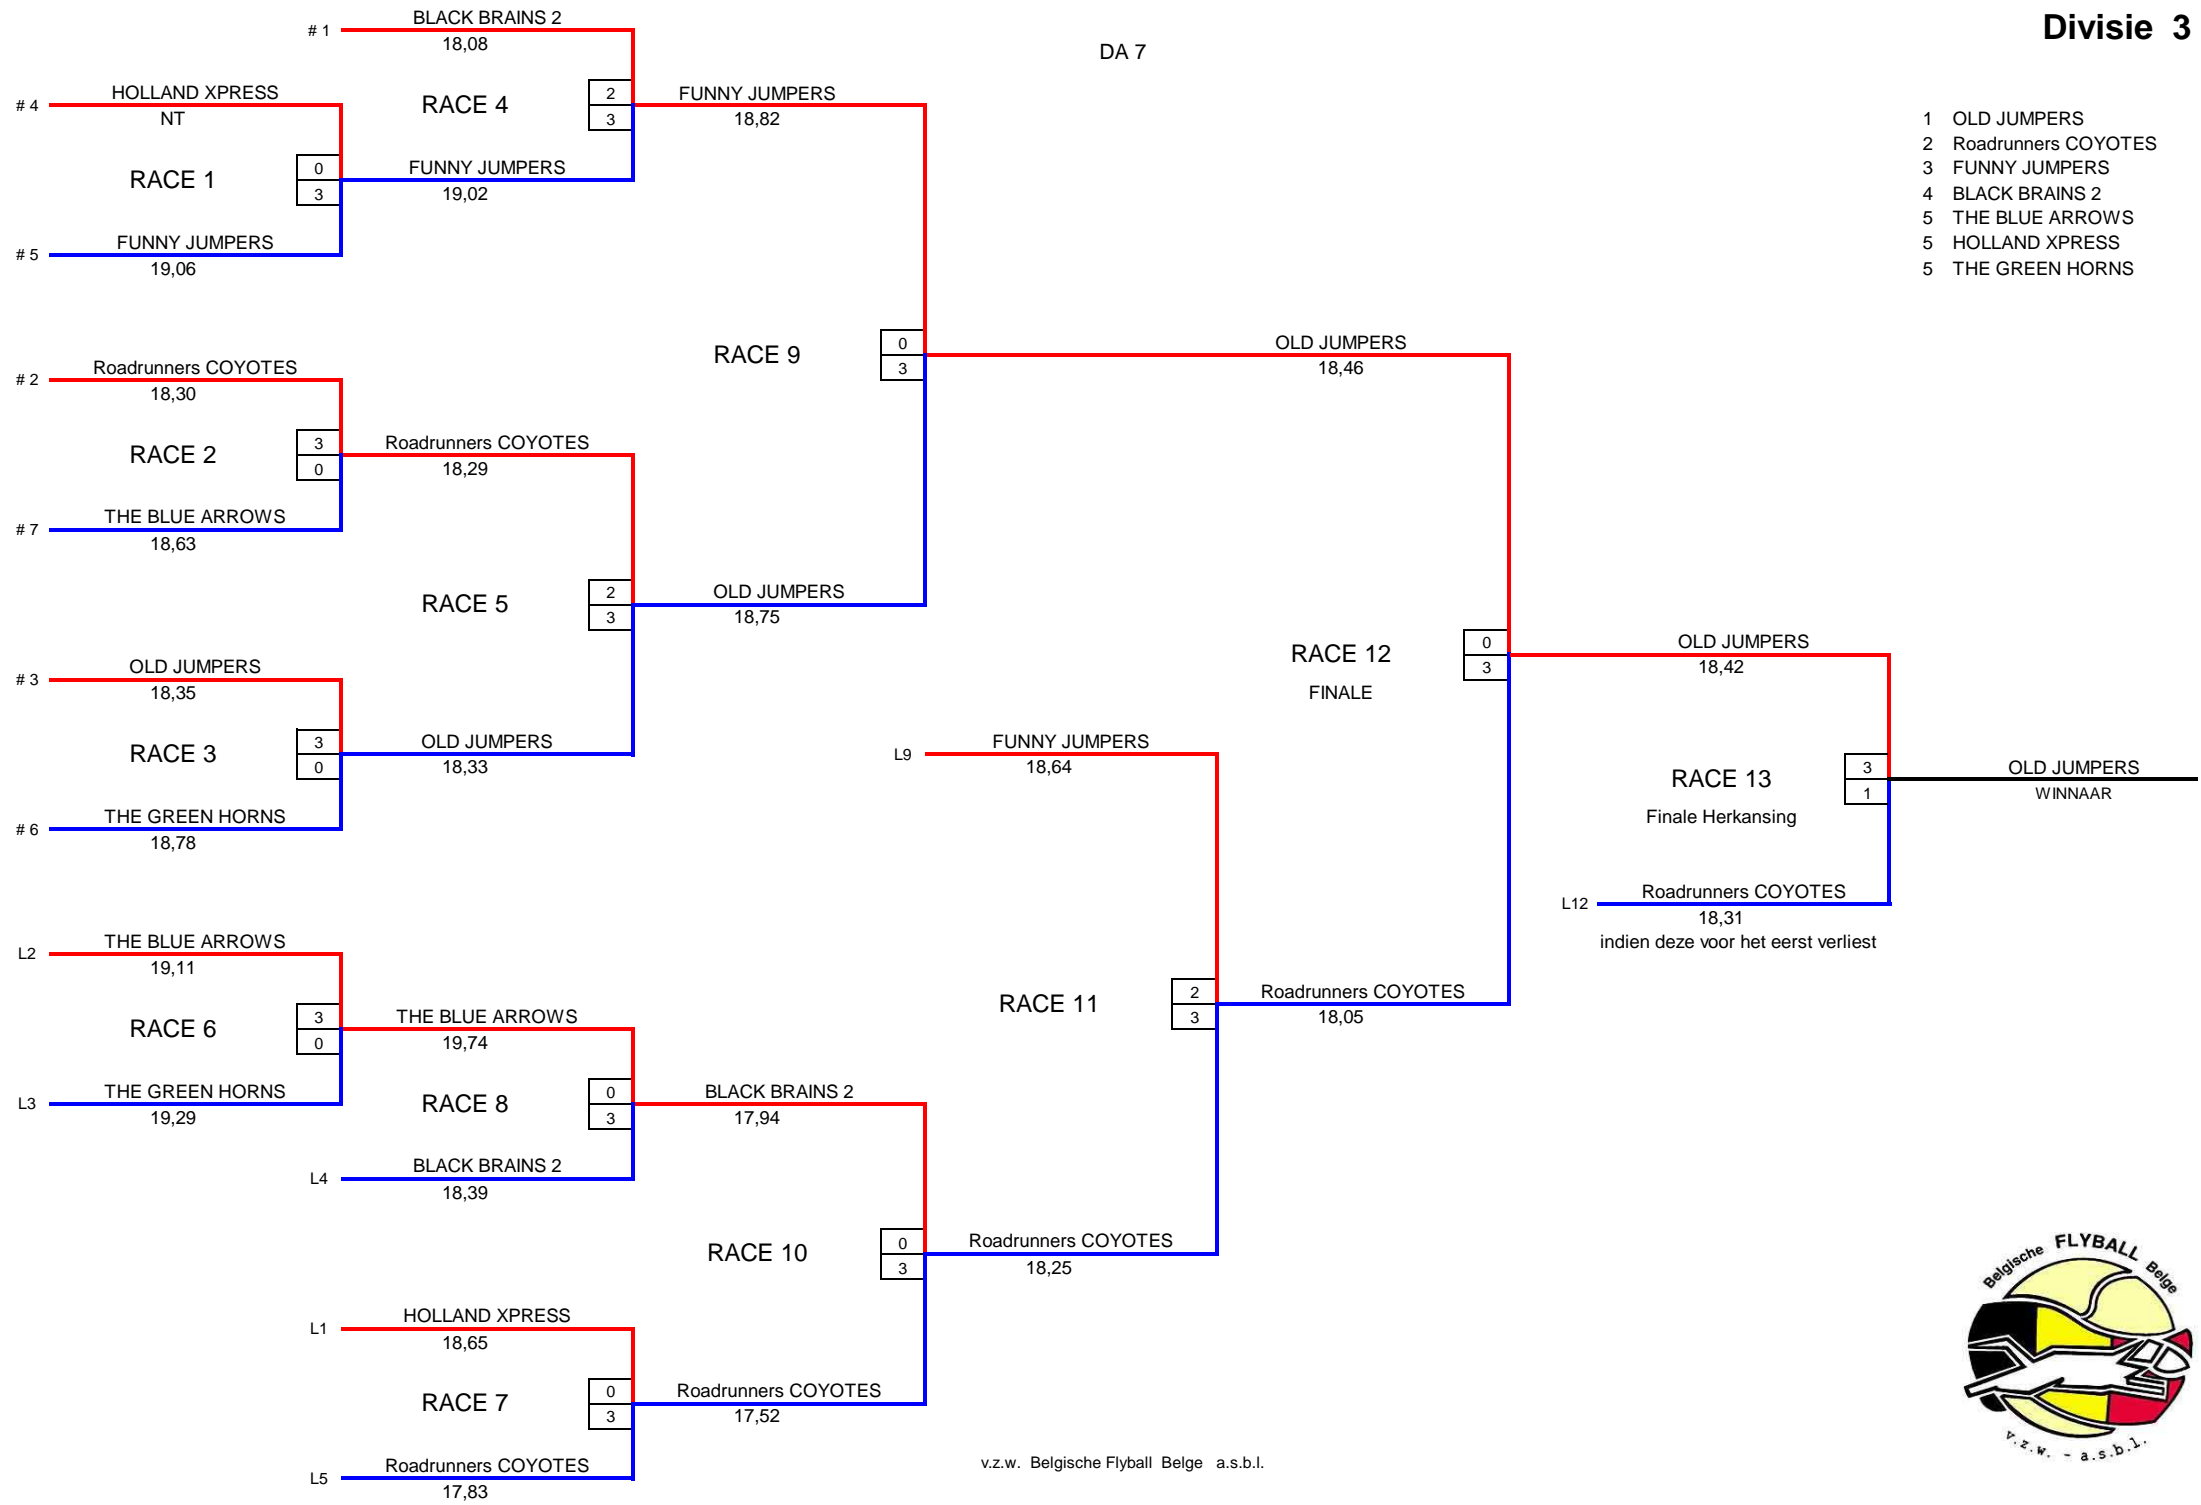 Divisie 3
DA 7
1 OLD JUMPERS
2 Roadrunners COYOTES
3 FUNNY JUMPERS
4 BLACK BRAINS 2
5 THE BLUE ARROWS
5 HOLLAND XPRESS
5 THE GREEN HORNS
# 1 BLACK BRAINS 2
18,08
# 4 HOLLAND XPRESS
NT
RACE 1
0
3
# 5 FUNNY JUMPERS
19,06
RACE 4
2
3
FUNNY JUMPERS
19,02
FUNNY JUMPERS
18,82
# 2 Roadrunners COYOTES
18,30
RACE 2
3
0
# 7 THE BLUE ARROWS
18,63
Roadrunners COYOTES
18,29
RACE 5
2
3
# 3 OLD JUMPERS
18,35
RACE 3
3
0
# 6 THE GREEN HORNS
18,78
OLD JUMPERS
18,33
OLD JUMPERS
18,75
RACE 9
0
3
OLD JUMPERS
18,46
L2 THE BLUE ARROWS
19,11
RACE 6
3
0
L3 THE GREEN HORNS
19,29
THE BLUE ARROWS
19,74
RACE 8
0
3
L4 BLACK BRAINS 2
18,39
BLACK BRAINS 2
17,94
RACE 10
0
3
L1 HOLLAND XPRESS
18,65
RACE 7
0
3
L5 Roadrunners COYOTES
17,83
Roadrunners COYOTES
17,52
Roadrunners COYOTES
18,25
L9 FUNNY JUMPERS
18,64
RACE 11
2
3
Roadrunners COYOTES
18,05
RACE 12
FINALE
0
3
OLD JUMPERS
18,42
RACE 13
Finale Herkansing
3
1
L12 Roadrunners COYOTES
18,31
indien deze voor het eerst verliest
OLD JUMPERS
WINNAAR
v.z.w. Belgische Flyball Belge a.s.b.l.
Belgische FLYBALL Belge
v.z.w. - a.s.b.l.